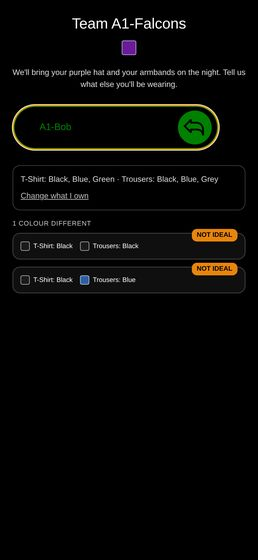 Team A1-Falcons
We'll bring your purple hat and your armbands on the night. Tell us
what else you'll be wearing.
A1-Bob
T-Shirt: Black, Blue, Green · Trousers: Black, Blue, Grey
Change what I own
1 COLOUR DIFFERENT
NOT IDEAL
T-Shirt: Black Trousers: Black
NOT IDEAL
T-Shirt: Black Trousers: Blue